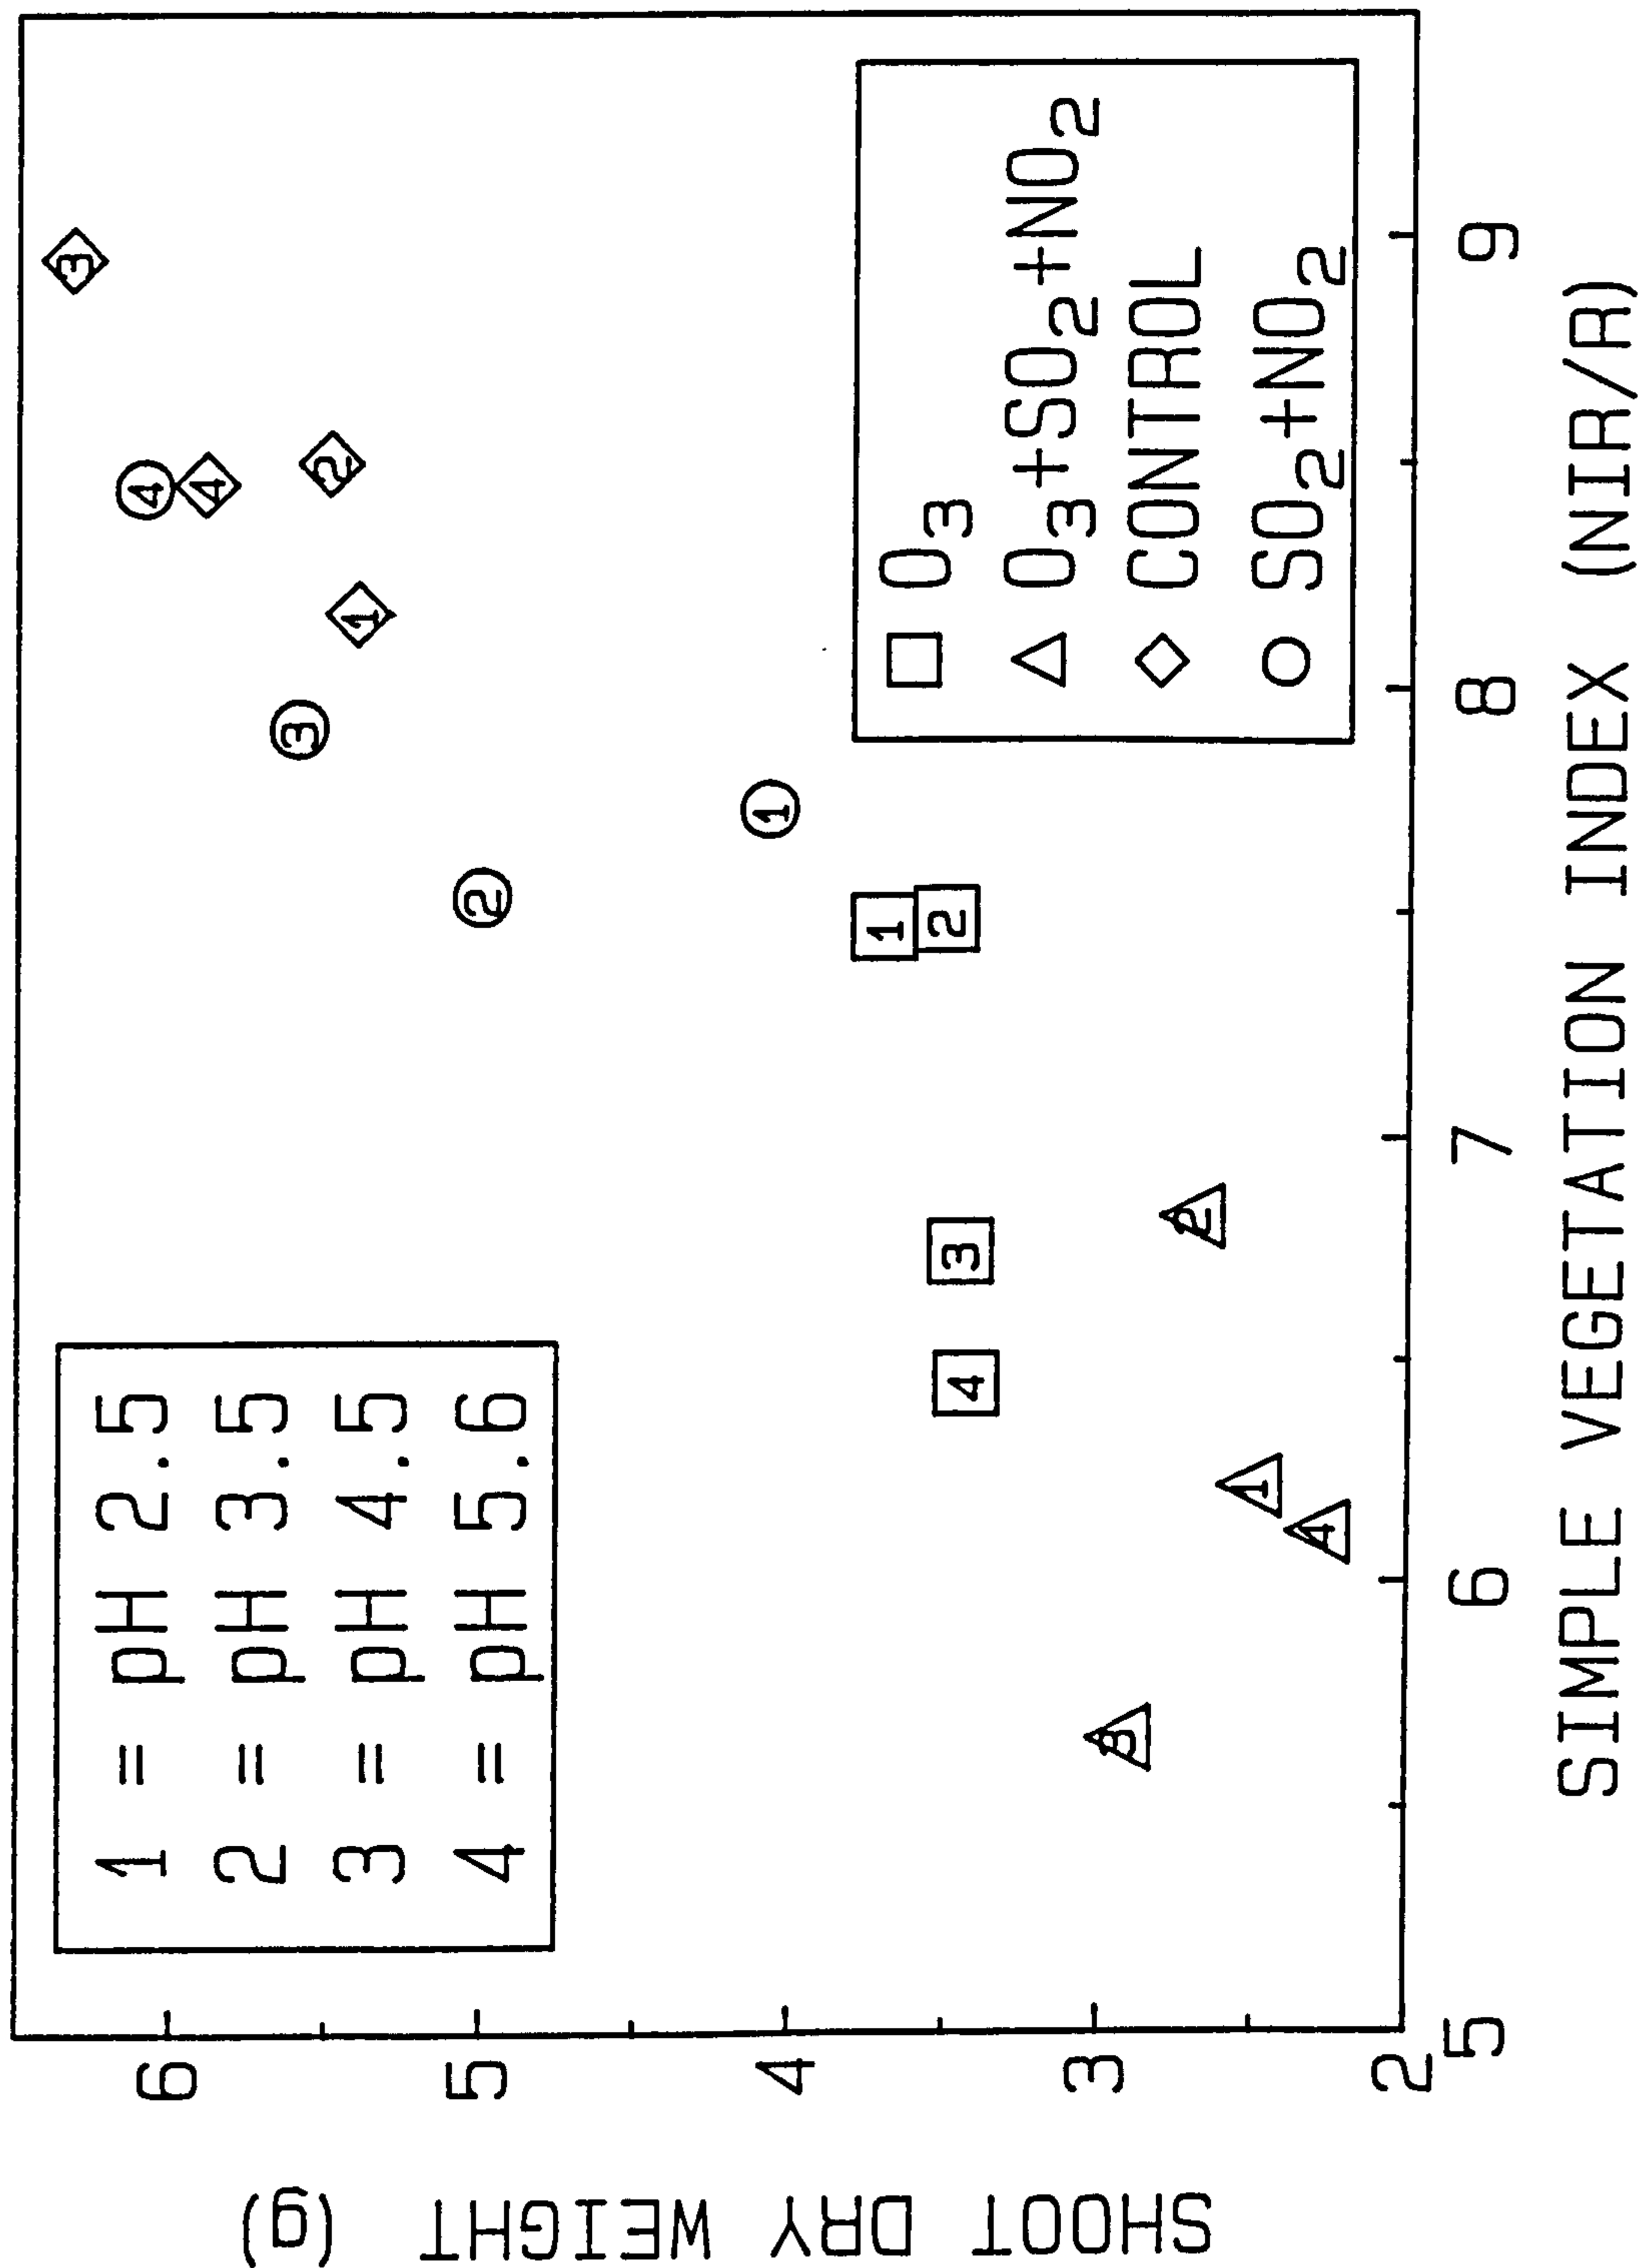 SHOOT DRY WEIGHT (g)
6
5
4
3
2
1 = pH 2.5
2 = pH 3.5
3 = pH 4.5
4 = pH 5.6
3
4
4
2
1
3
1
2
1
2
3
4
2
1
4
3
O₃
O₃+SO₂+NO₂
CONTROL
SO₂+NO₂
5 6 7 8 9
SIMPLE VEGETATION INDEX (NIR/R)